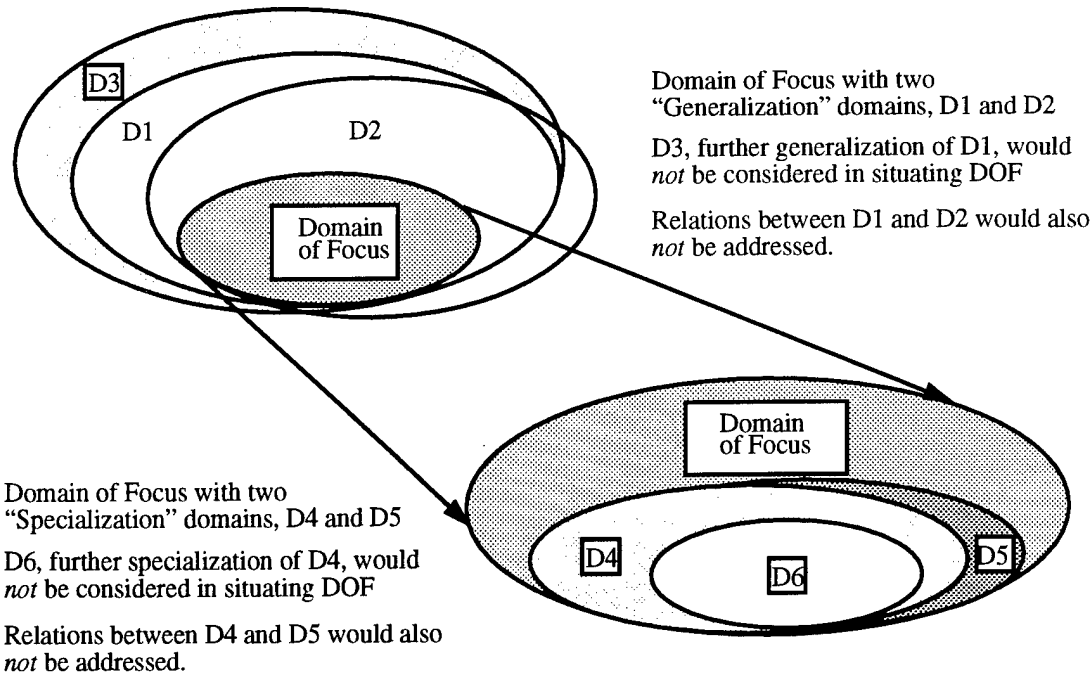 D3
D1
D2
Domain
of Focus
Domain of Focus with two
“Generalization” domains, D1 and D2
D3, further generalization of D1, would
not be considered in situating DOF
Relations between D1 and D2 would also
not be addressed.
Domain
of Focus
D4
D5
D6
Domain of Focus with two
“Specialization” domains, D4 and D5
D6, further specialization of D4, would
not be considered in situating DOF
Relations between D4 and D5 would also
not be addressed.